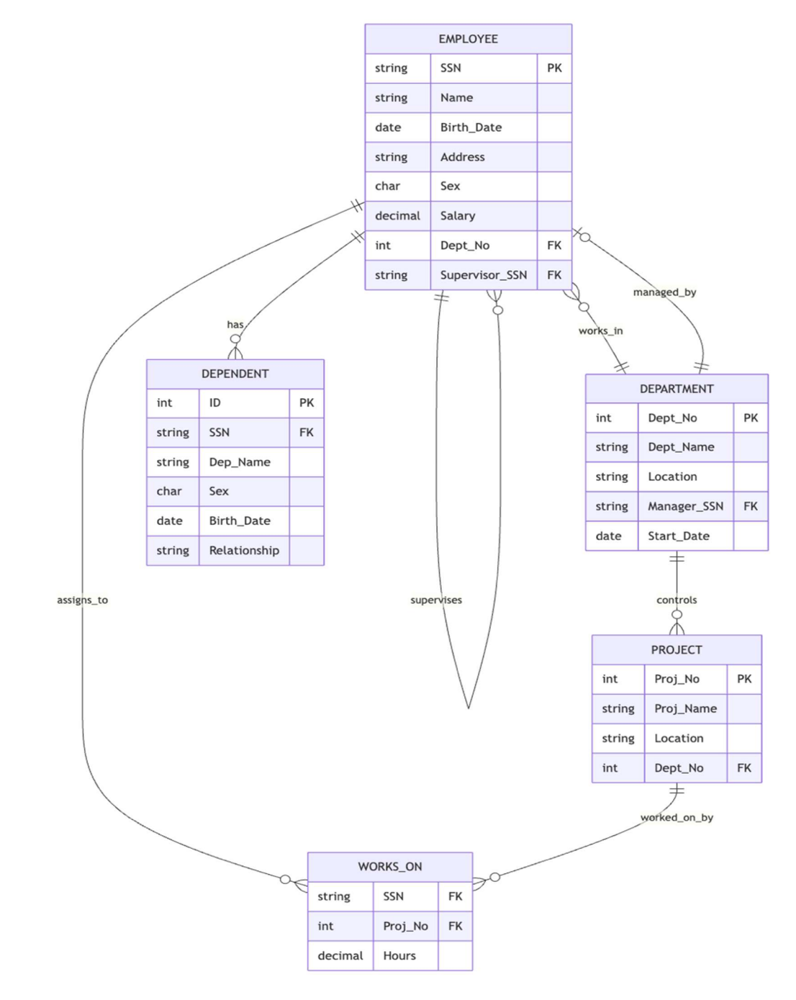 EMPLOYEE
string SSN PK
string Name
date Birth_Date
string Address
char Sex
decimal Salary
int Dept_No FK
string Supervisor_SSN FK
managed_by
has
works_in
DEPENDENT
int ID PK
string SSN FK
string Dep_Name
char Sex
date Birth_Date
string Relationship
DEPARTMENT
int Dept_No PK
string Dept_Name
string Location
string Manager_SSN FK
date Start_Date
assigns_to
supervises
controls
PROJECT
int Proj_No PK
string Proj_Name
string Location
int Dept_No FK
worked_on_by
WORKS_ON
string SSN FK
int Proj_No FK
decimal Hours